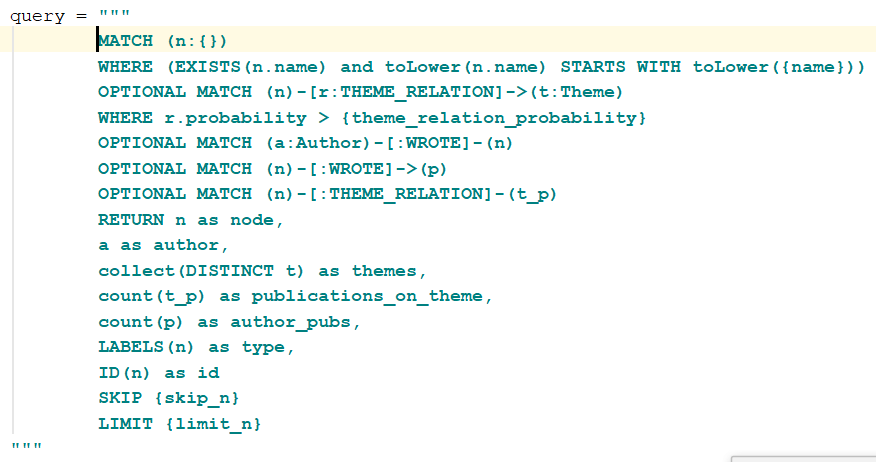 query = """
MATCH (n:{})
WHERE (EXISTS(n.name) and toLower(n.name) STARTS WITH toLower({name}))
OPTIONAL MATCH (n)-[r:THEME_RELATION]->(t:Theme)
WHERE r.probability > {theme_relation_probability}
OPTIONAL MATCH (a:Author)-[:WROTE]-(n)
OPTIONAL MATCH (n)-[:WROTE]->(p)
OPTIONAL MATCH (n)-[:THEME_RELATION]-(t_p)
RETURN n as node,
a as author,
collect(DISTINCT t) as themes,
count(t_p) as publications_on_theme,
count(p) as author_pubs,
LABELS(n) as type,
ID(n) as id
SKIP {skip_n}
LIMIT {limit_n}
"""